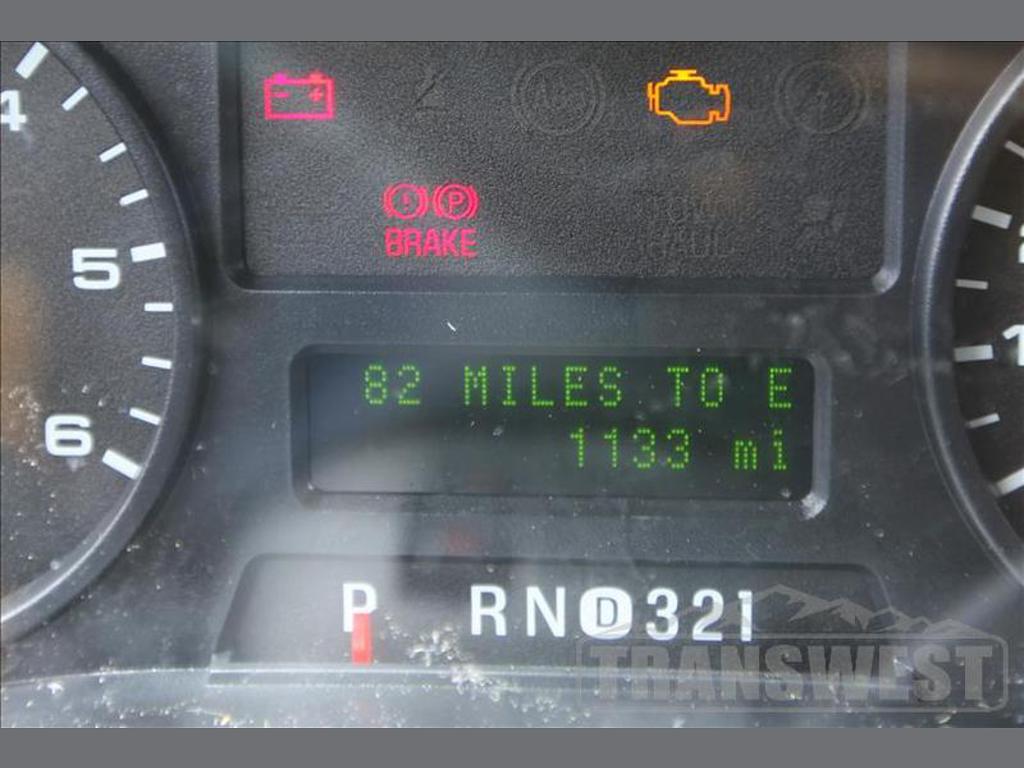 4
P
BRAKE
5
82 MILES TO E
1133 mi
6
P R N D 3 2 1
TRANSWEST